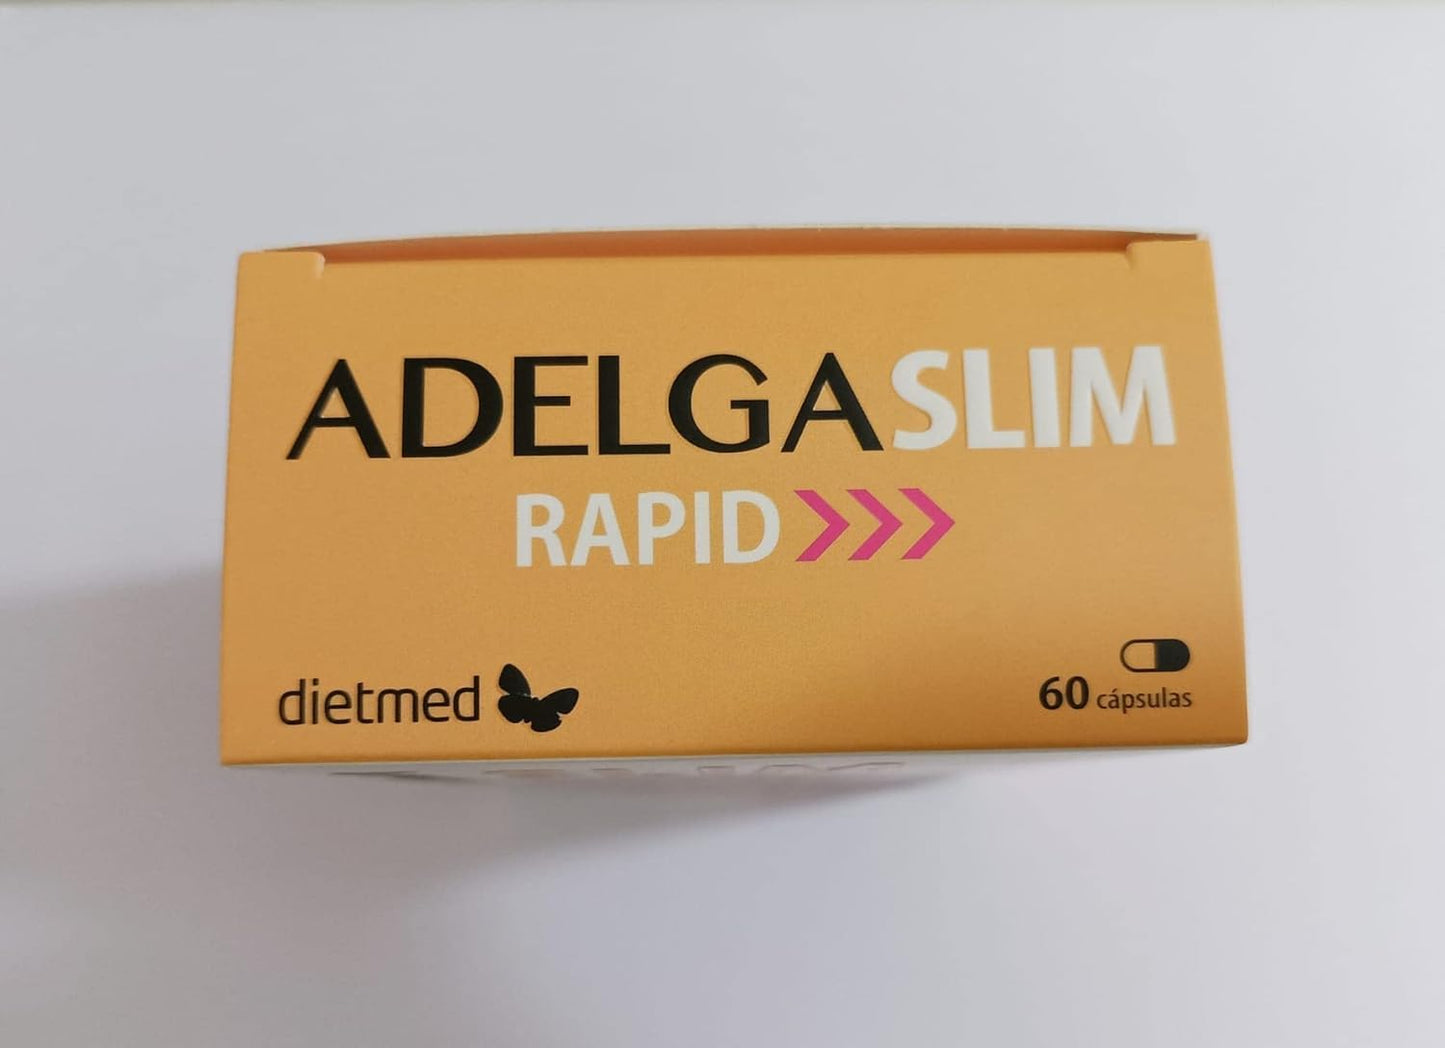 ADELGASLIM
RAPID
dietmed
60 cápsulas